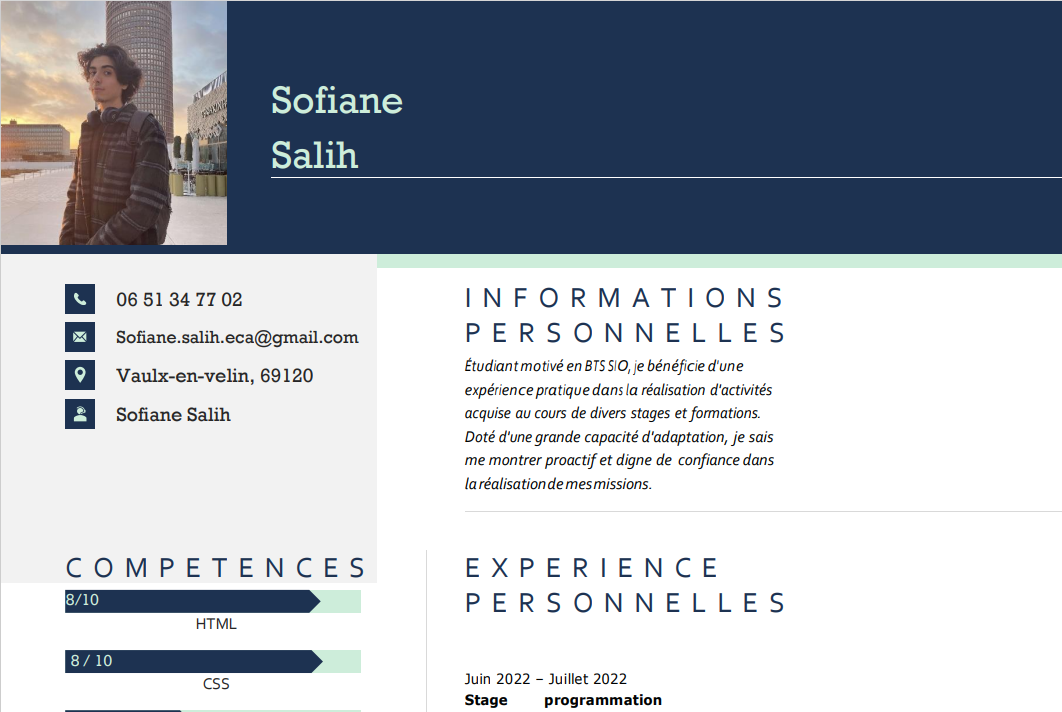 Sofiane
Salih
06 51 34 77 02
Sofiane.salih.eca@gmail.com
Vaulx-en-velin, 69120
Sofiane Salih
INFORMATIONS
PERSONNELLES
Étudiant motivé en BTS SIO, je bénéficie d'une
expérience pratique dans la réalisation d'activités
acquise au cours de divers stages et formations.
Doté d'une grande capacité d'adaptation, je sais
me montrer proactif et digne de confiance dans
la réalisation de mes missions.
COMPETENCES
8/10
HTML
8 / 10
CSS
EXPERIENCE
PERSONNELLES
Juin 2022 – Juillet 2022
Stage programmation